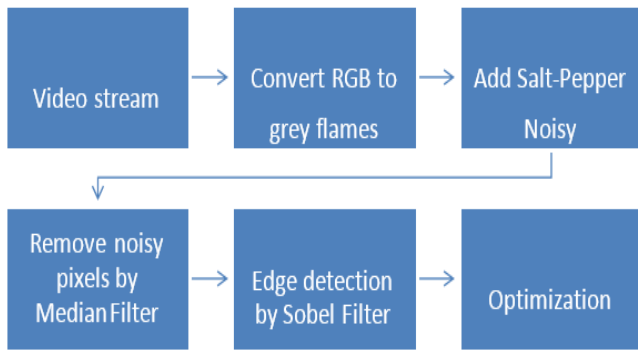 Video stream
Convert RGB to
grey flames
Add Salt-Pepper
Noisy
Remove noisy
pixels by
Median Filter
Edge detection
by Sobel Filter
Optimization